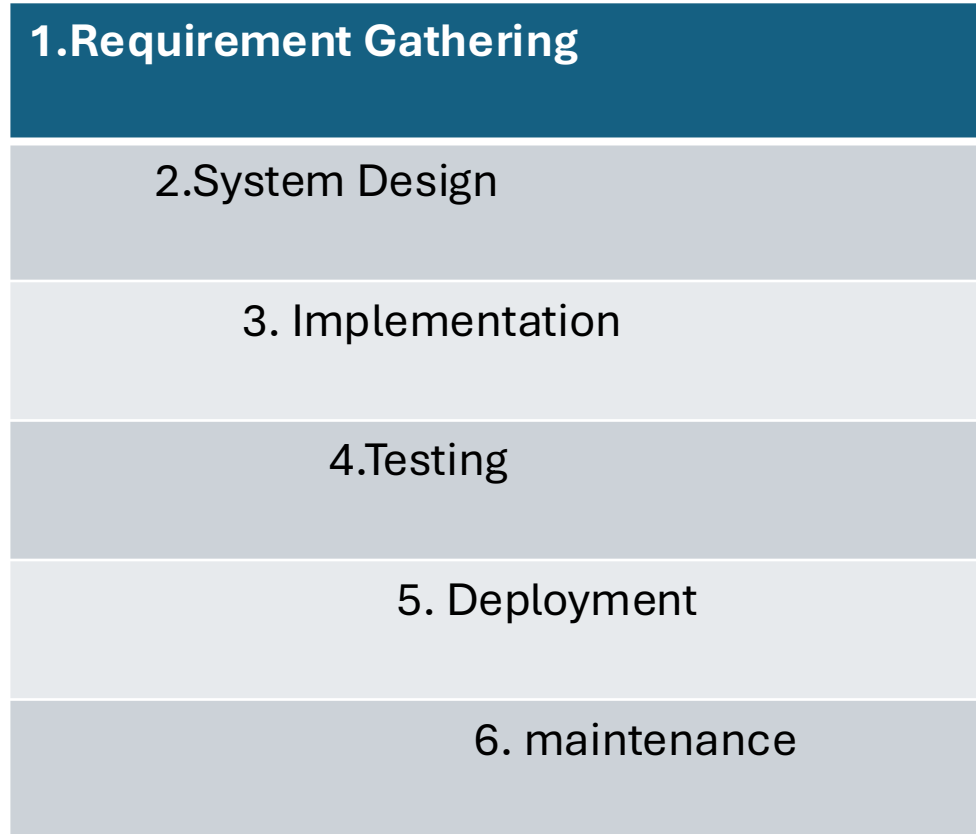 1.Requirement Gathering
2.System Design
3. Implementation
4.Testing
5. Deployment
6. maintenance